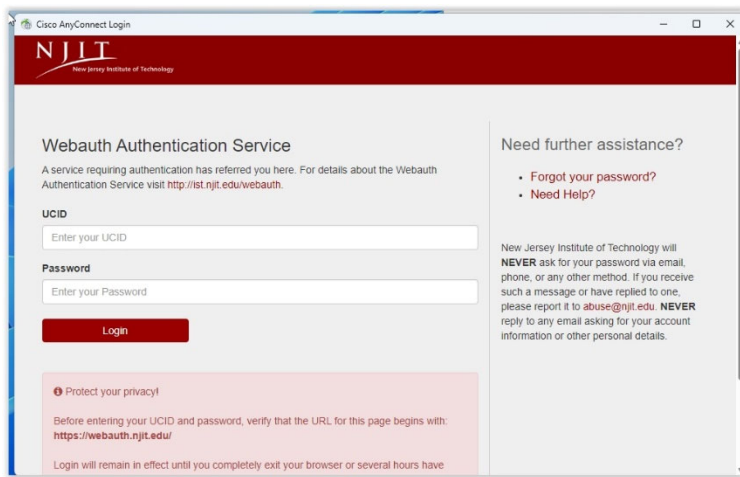 Cisco AnyConnect Login
NJIT
New Jersey Institute of Technology
Webauth Authentication Service
A service requiring authentication has referred you here. For details about the Webauth
Authentication Service visit http://ist.njit.edu/webauth.
UCID
Enter your UCID
Password
Enter your Password
Login
Protect your privacy!
Before entering your UCID and password, verify that the URL for this page begins with:
https://webauth.njit.edu/
Login will remain in effect until you completely exit your browser or several hours have
Need further assistance?
• Forgot your password?
• Need Help?
New Jersey Institute of Technology will
NEVER ask for your password via email,
phone, or any other method. If you receive
such a message or have replied to one,
please report it to abuse@njit.edu. NEVER
reply to any email asking for your account
information or other personal details.